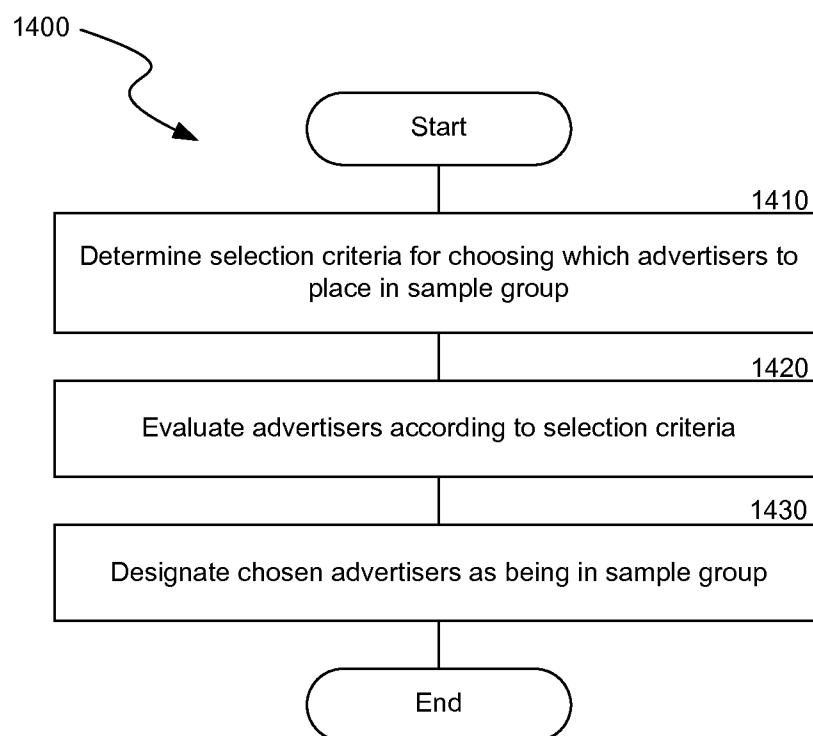 1400
Start
1410
Determine selection criteria for choosing which advertisers to
place in sample group
1420
Evaluate advertisers according to selection criteria
1430
Designate chosen advertisers as being in sample group
End